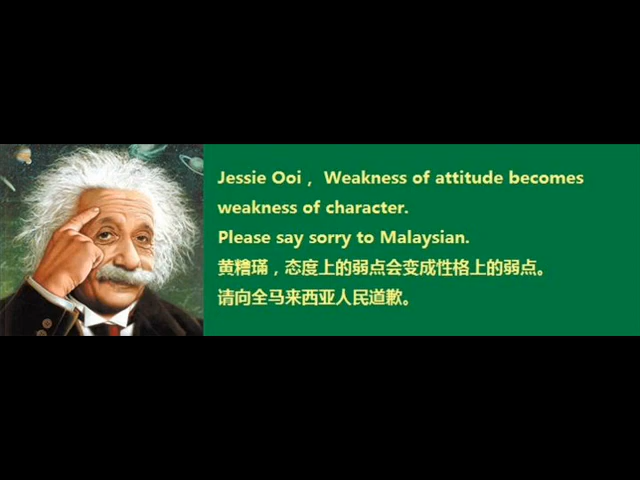 Jessie Ooi， Weakness of attitude becomes
weakness of character.
Please say sorry to Malaysian.
黄糟璊，态度上的弱点会变成性格上的弱点。
请向全马来西亚人民道歉。